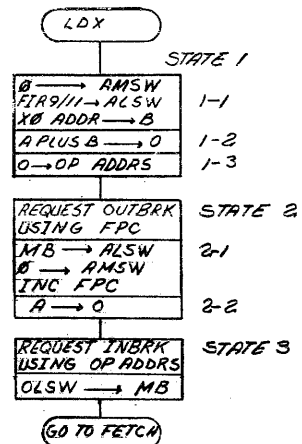 LDX
STATE 1
Ø → AMSW
FIR9/11 → ALSW 1-1
XØ ADDR → B
A PLUS B → O 1-2
O → OP ADDRS 1-3
REQUEST OUTBRK STATE 2
USING FPC
MB → ALSW 2-1
Ø → AMSW
INC FPC
A → O 2-2
REQUEST INBRK STATE 3
USING OP ADDRS
OLSW → MB
GO TO FETCH